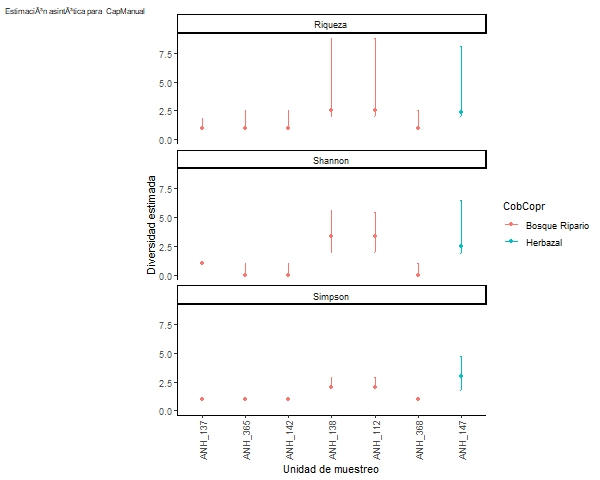 EstimaciÃ³n asintÃ³tica para CapManual
Riqueza
7.5
5.0
2.5
0.0
Shannon
7.5
5.0
2.5
0.0
Simpson
7.5
5.0
2.5
0.0
Diversidad estimada
ANH_137
ANH_365
ANH_142
ANH_138
ANH_112
ANH_368
ANH_147
Unidad de muestreo
CobCopr
Bosque Ripario
Herbazal